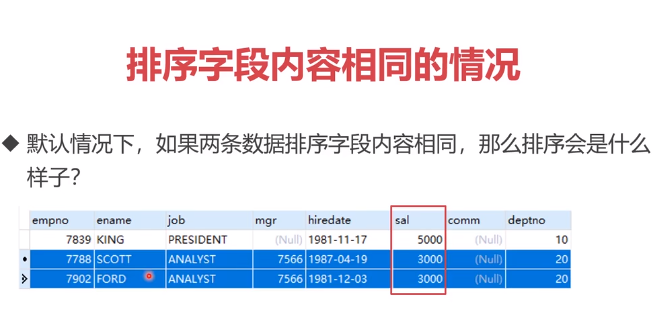 排序字段内容相同的情况
默认情况下，如果两条数据排序字段内容相同，那么排序会是什么
样子？
empno ename job mgr hiredate sal comm deptno
7839 KING PRESIDENT (Null) 1981-11-17 5000 (Null) 10
7788 SCOTT ANALYST 7566 1987-04-19 3000 (Null) 20
7902 FORD ANALYST 7566 1981-12-03 3000 (Null) 20